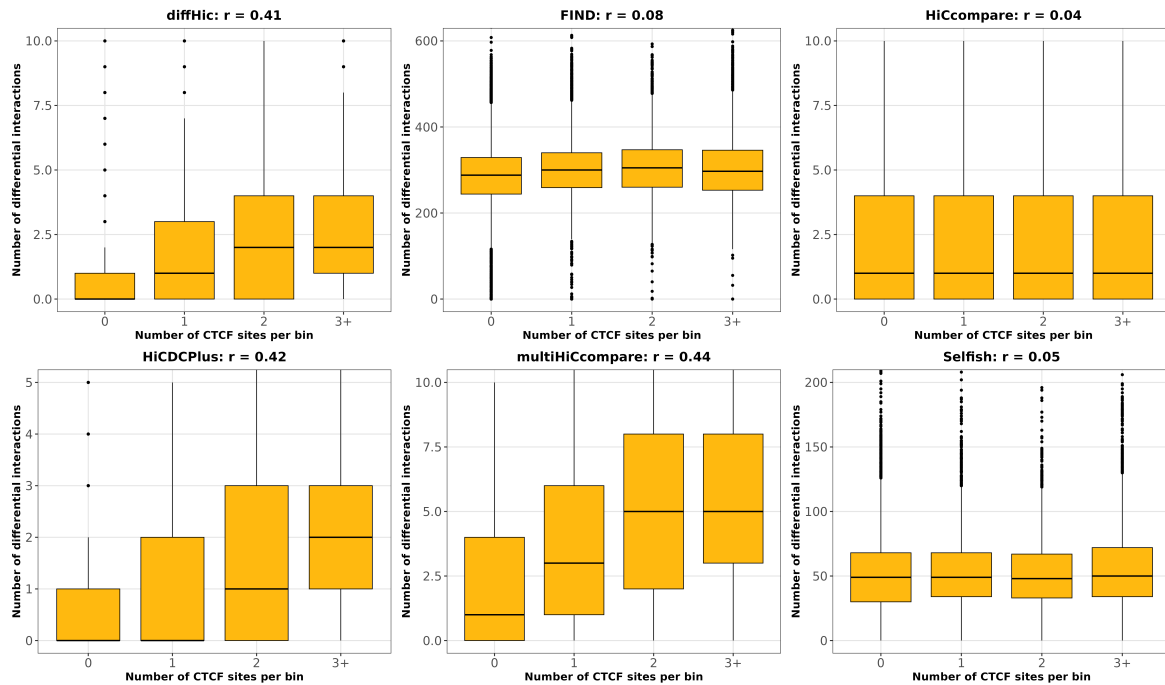 diffHic: r = 0.41
Number of differential interactions
10.0
7.5
5.0
2.5
0.0
0 1 2 3+
Number of CTCF sites per bin
FIND: r = 0.08
Number of differential interactions
600
400
200
0
0 1 2 3+
Number of CTCF sites per bin
HiCcompare: r = 0.04
Number of differential interactions
10.0
7.5
5.0
2.5
0.0
0 1 2 3+
Number of CTCF sites per bin
HiCDCPlus: r = 0.42
Number of differential interactions
5
4
3
2
1
0
0 1 2 3+
Number of CTCF sites per bin
multiHiCcompare: r = 0.44
Number of differential interactions
10.0
7.5
5.0
2.5
0.0
0 1 2 3+
Number of CTCF sites per bin
Selfish: r = 0.05
Number of differential interactions
200
100
50
0
0 1 2 3+
Number of CTCF sites per bin